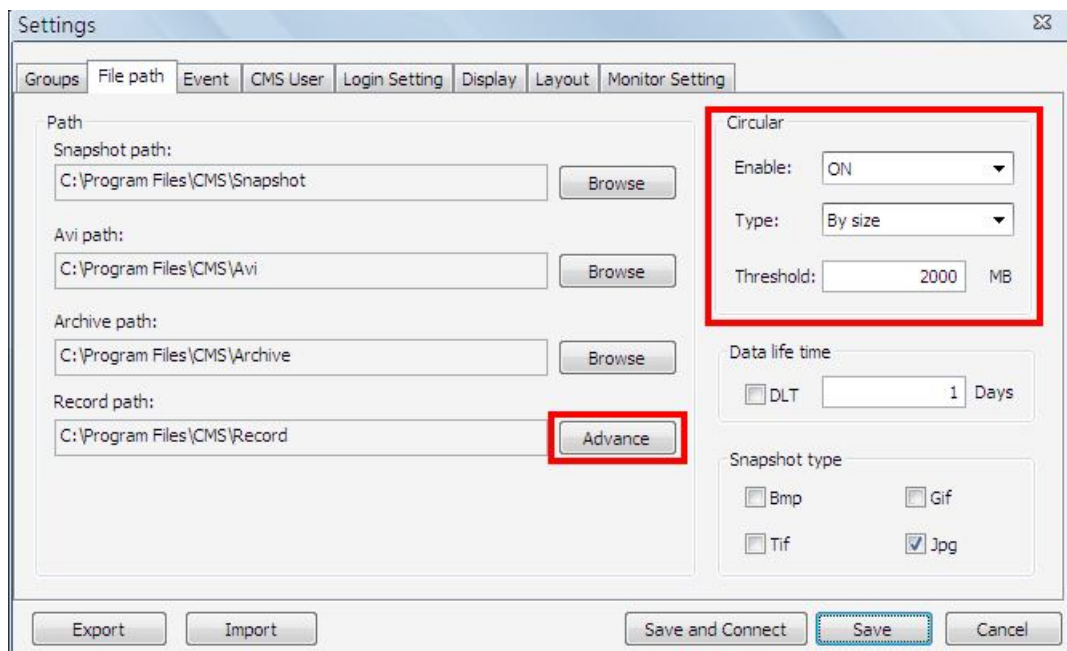 Settings
Groups File path Event CMS User Login Setting Display Layout Monitor Setting
Path
Snapshot path:
C:\Program Files\CMS\Snapshot
Browse
Avi path:
C:\Program Files\CMS\Avi
Browse
Archive path:
C:\Program Files\CMS\Archive
Browse
Record path:
C:\Program Files\CMS\Record
Advance
Circular
Enable: ON
Type: By size
Threshold: 2000 MB
Data life time
DLT 1 Days
Snapshot type
Bmp Gif
Tif Jpg
Export Import Save and Connect Save Cancel